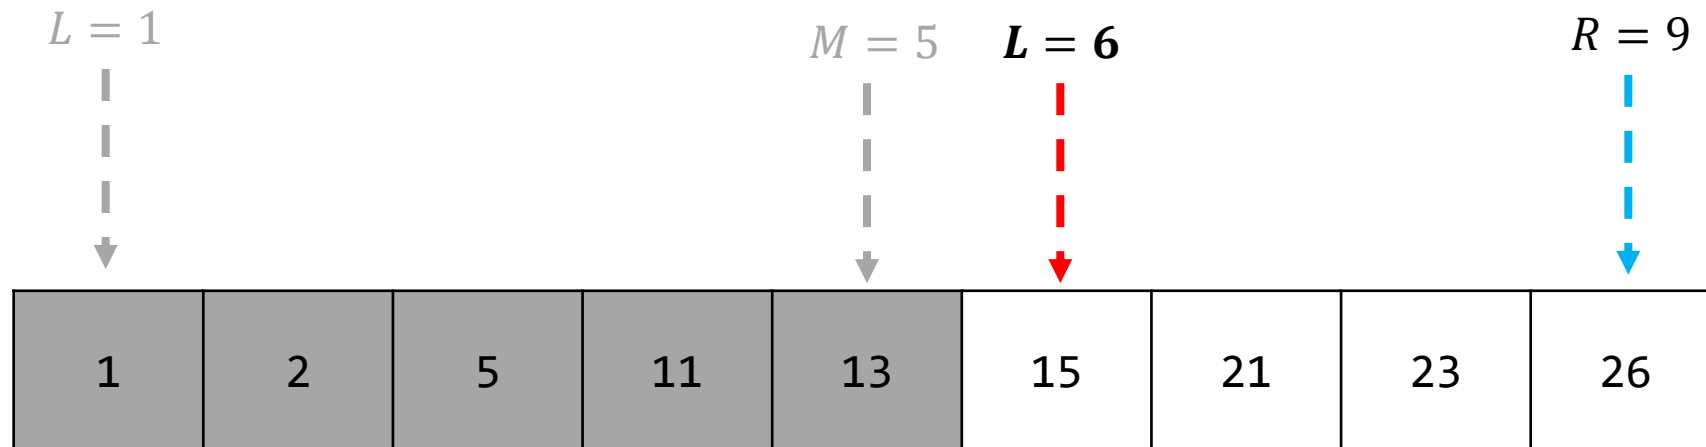 L = 1 M = 5 L = 6 R = 9
1 2 5 11 13 15 21 23 26